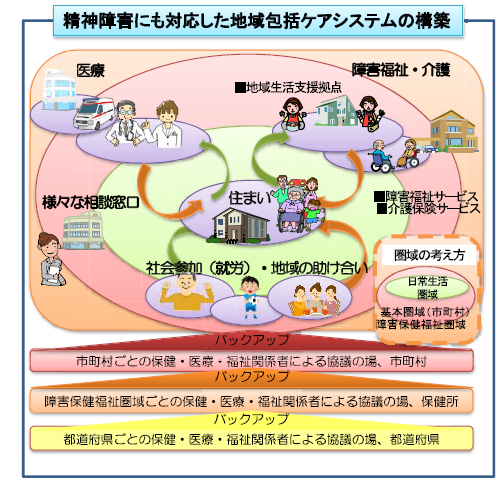 精神障害にも対応した地域包括ケアシステムの構築
医療
障害福祉・介護
■地域生活支援拠点
様々な相談窓口
住まい
■障害福祉サービス
■介護保険サービス
社会参加（就労）・地域の助け合い
圏域の考え方
日常生活
圏域
基本圏域（市町村）
障害保健福祉圏域
バックアップ
市町村ごとの保健・医療・福祉関係者による協議の場、市町村
バックアップ
障害保健福祉圏域ごとの保健・医療・福祉関係者による協議の場、保健所
バックアップ
都道府県ごとの保健・医療・福祉関係者による協議の場、都道府県